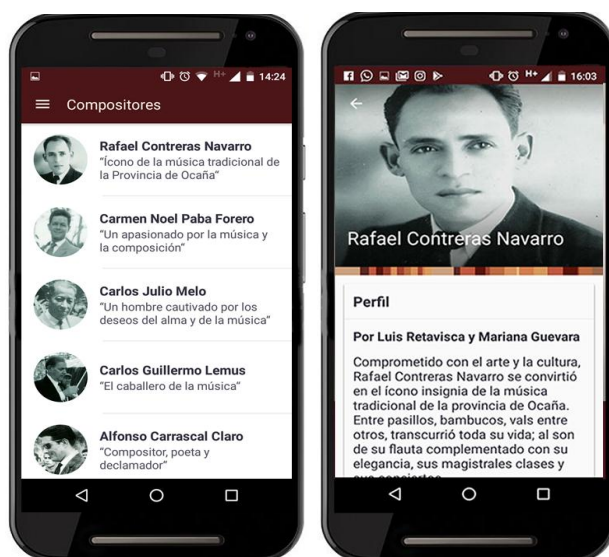 14:24
Compositores
Rafael Contreras Navarro
"Ícono de la música tradicional de
la Provincia de Ocaña"
Carmen Noel Paba Forero
"Un apasionado por la música y
la composición"
Carlos Julio Melo
"Un hombre cautivado por los
deseos del alma y de la música"
Carlos Guillermo Lemus
"El caballero de la música"
Alfonso Carrascal Claro
"Compositor, poeta y
declamador"
H+ 16:03
Rafael Contreras Navarro
Perfil
Por Luis Retavisca y Mariana Guevara
Comprometido con el arte y la cultura,
Rafael Contreras Navarro se convirtió
en el ícono insignia de la música
tradicional de la provincia de Ocaña.
Entre pasillos, bambucos, vals entre
otros, transcurrió toda su vida; al son
de su flauta complementado con su
elegancia, sus magistrales clases y